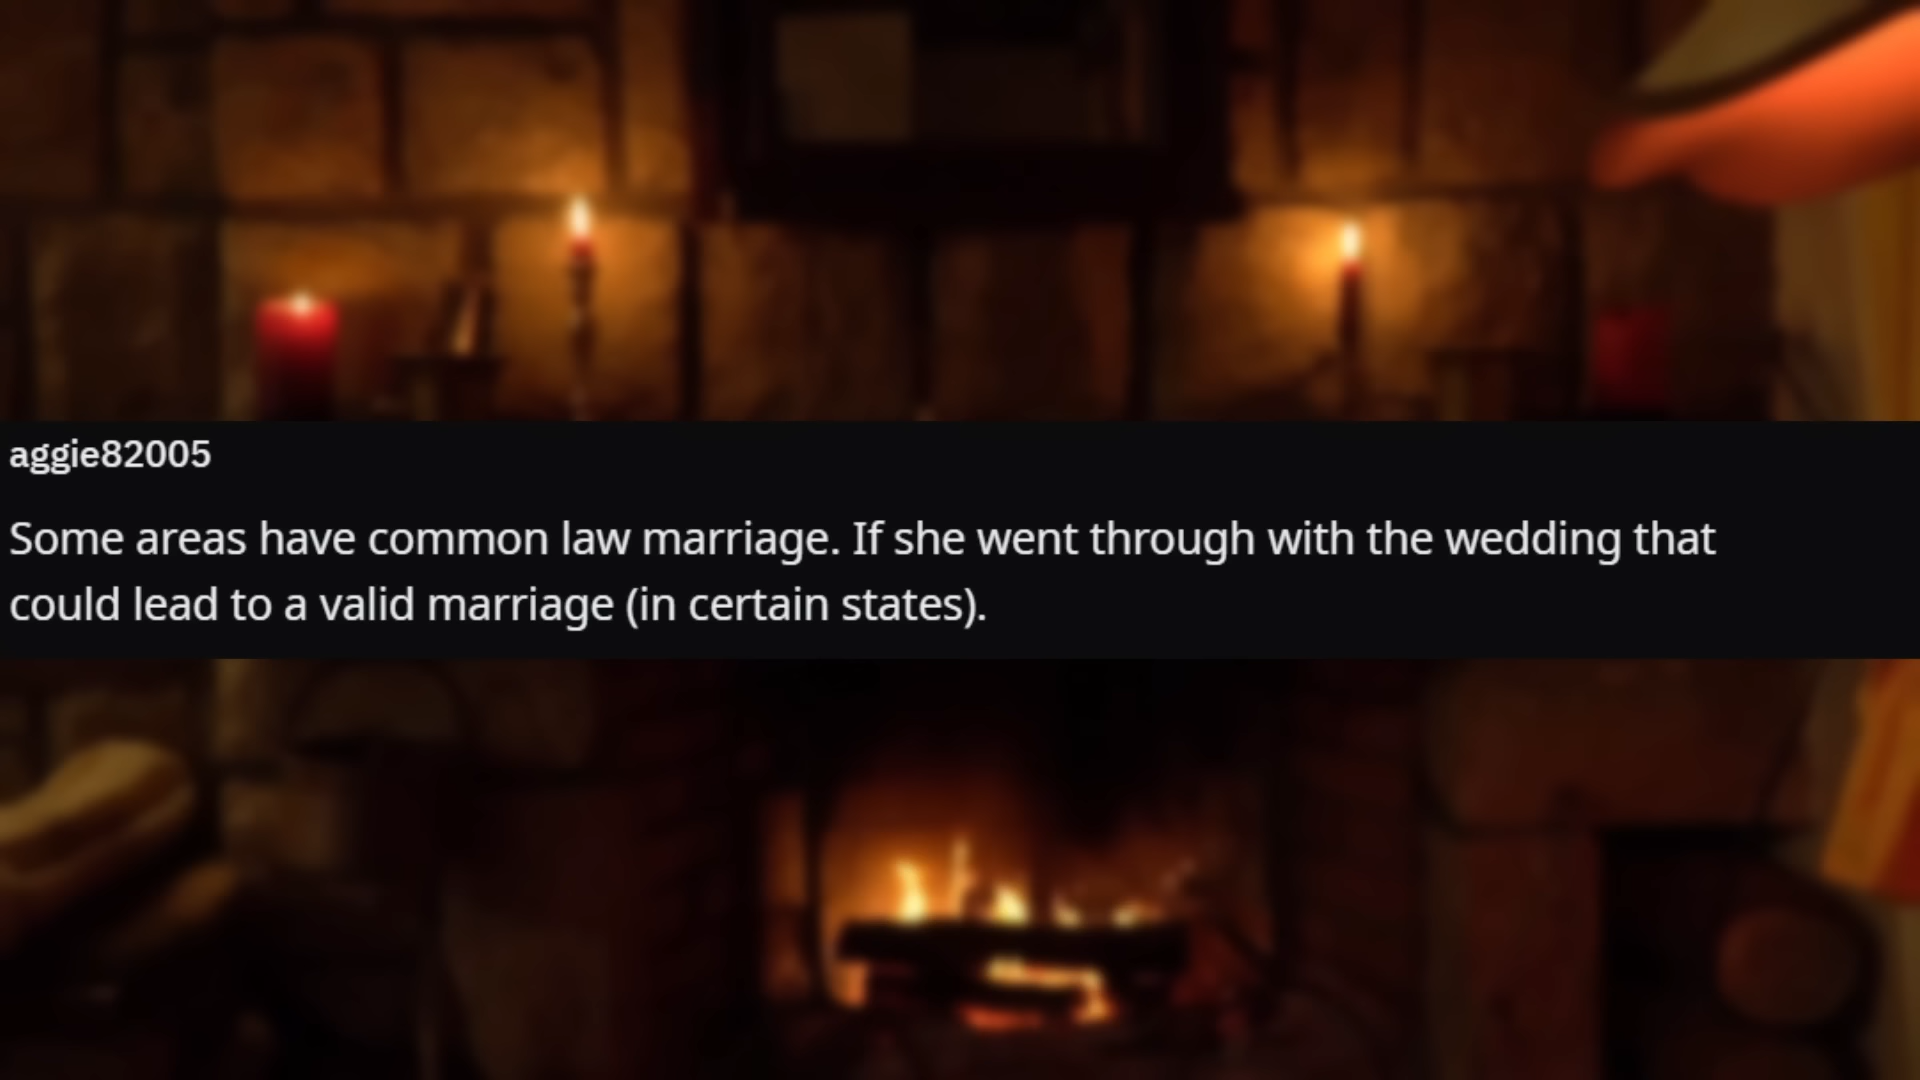 aggie82005
Some areas have common law marriage. If she went through with the wedding that
could lead to a valid marriage (in certain states).